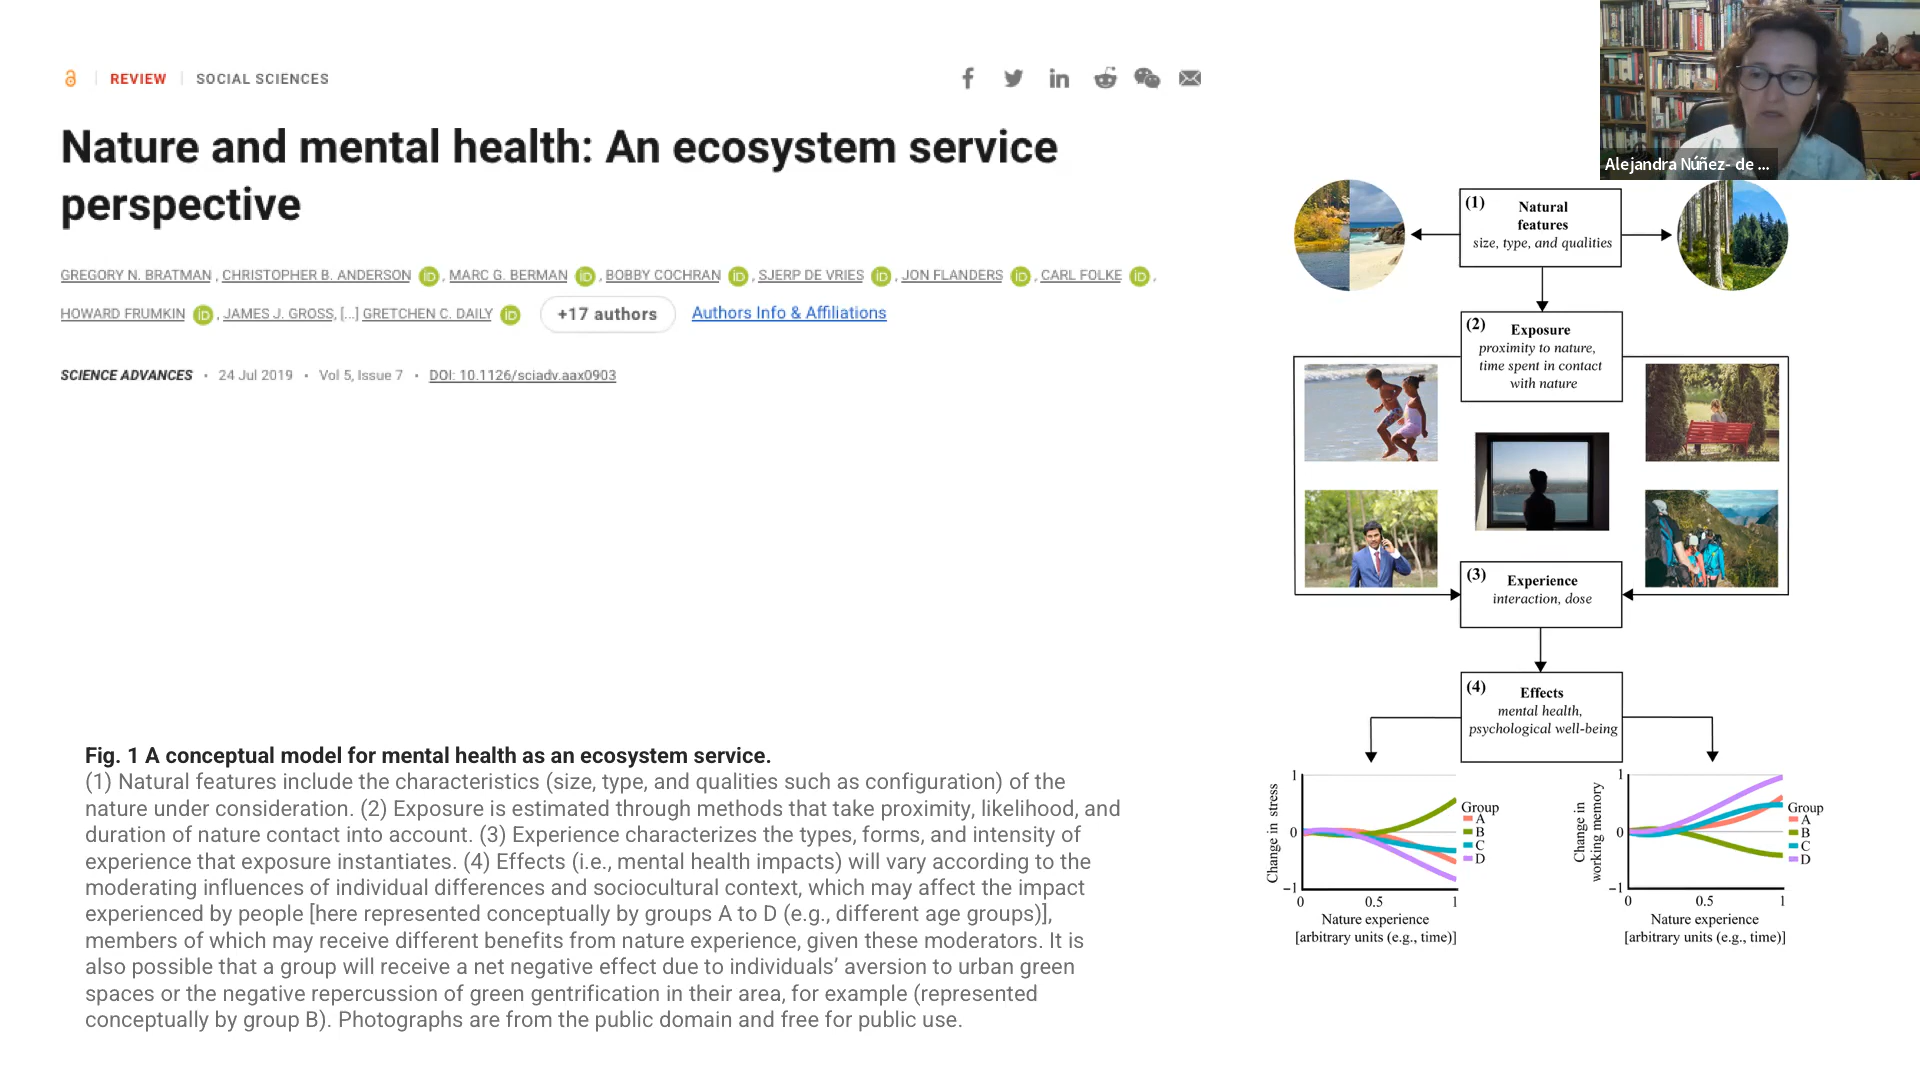 REVIEW SOCIAL SCIENCES
Nature and mental health: An ecosystem service
perspective
GREGORY N. BRATMAN, CHRISTOPHER B. ANDERSON iD, MARC G. BERMAN iD, BOBBY COCHRAN iD, SJERP DE VRIES iD, JON FLANDERS iD, CARL FOLKE iD,
HOWARD FRUMKIN iD, JAMES J. GROSS, [...] GRETCHEN C. DAILY iD +17 authors Authors Info & Affiliations
SCIENCE ADVANCES • 24 Jul 2019 • Vol 5, Issue 7 • DOI: 10.1126/sciadv.aax0903
Fig. 1 A conceptual model for mental health as an ecosystem service.
(1) Natural features include the characteristics (size, type, and qualities such as configuration) of the
nature under consideration. (2) Exposure is estimated through methods that take proximity, likelihood, and
duration of nature contact into account. (3) Experience characterizes the types, forms, and intensity of
experience that exposure instantiates. (4) Effects (i.e., mental health impacts) will vary according to the
moderating influences of individual differences and sociocultural context, which may affect the impact
experienced by people [here represented conceptually by groups A to D (e.g., different age groups)],
members of which may receive different benefits from nature experience, given these moderators. It is
also possible that a group will receive a net negative effect due to individuals’ aversion to urban green
spaces or the negative repercussion of green gentrification in their area, for example (represented
conceptually by group B). Photographs are from the public domain and free for public use.
Alejandra Núñez- de ...
(1) Natural
features
size, type, and qualities
(2) Exposure
proximity to nature,
time spent in contact
with nature
(3) Experience
interaction, dose
(4) Effects
mental health,
psychological well-being
Change in stress
1
0
−1
0 0.5 1
Nature experience
[arbitrary units (e.g., time)]
Group
A
B
C
D
Change in
working memory
1
0
−1
0 0.5 1
Nature experience
[arbitrary units (e.g., time)]
Group
A
B
C
D